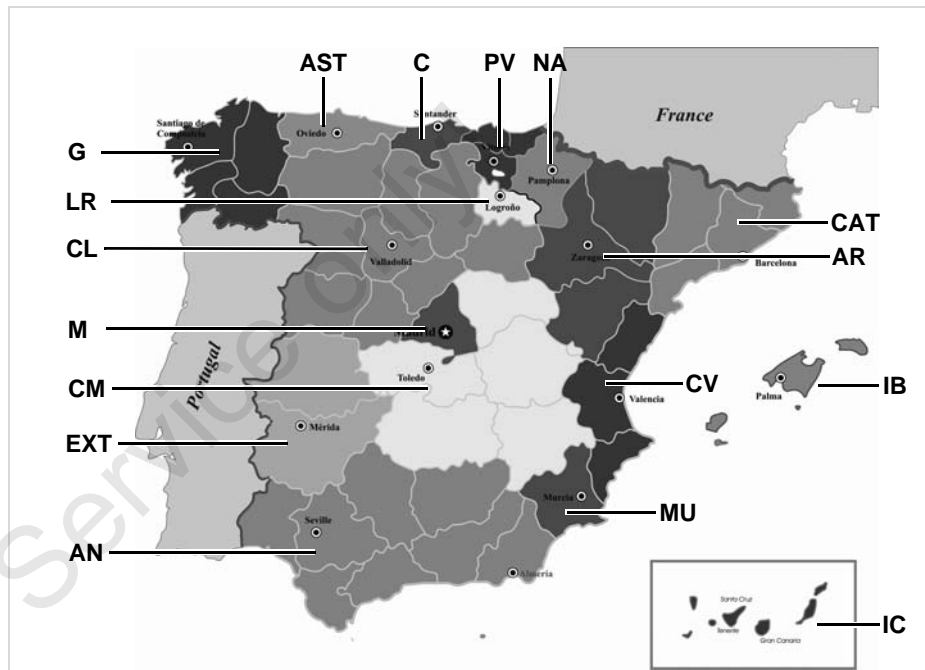 AST C PV NA
France
Santander
Santiago de
Compostela
Oviedo
G
Pamplona
LR
Logroño
CAT
CL
Valladolid
AR
Barcelona
M
Madrid
Portugal
CM
Toledo
CV
IB
Palma
Valencia
EXT
Mérida
Murcia
MU
Seville
AN
Almería
Santa Cruz
Gran Canaria
IC
Service only